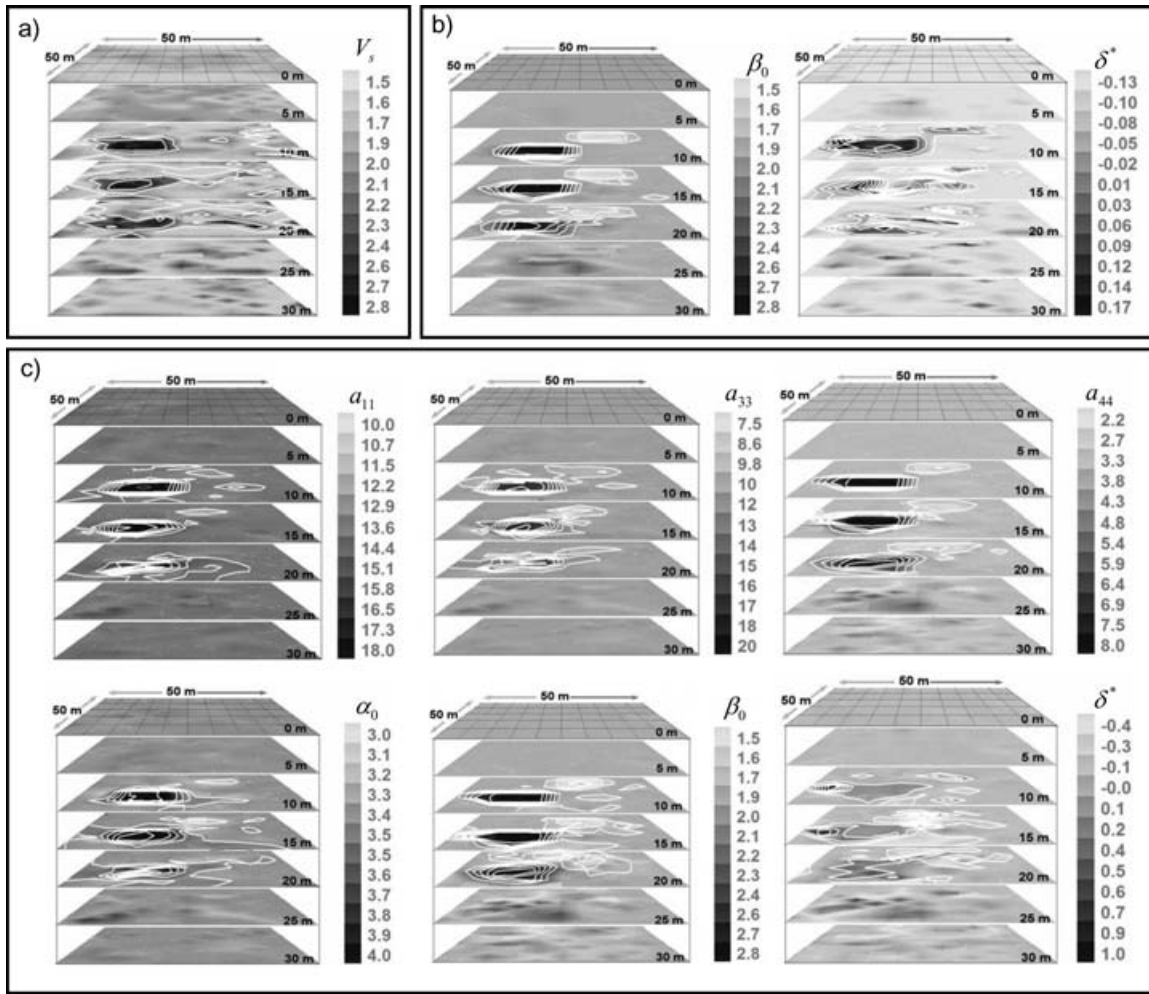 a)
50 m
50 m
V_s
0 m
5 m
10 m
15 m
20 m
25 m
30 m
1.5
1.6
1.7
1.9
2.0
2.1
2.2
2.3
2.4
2.6
2.7
2.8
b)
50 m
50 m
β_0
0 m
5 m
10 m
15 m
20 m
25 m
30 m
1.5
1.6
1.7
1.9
2.0
2.1
2.2
2.3
2.4
2.6
2.7
2.8
50 m
50 m
δ*
0 m
5 m
10 m
15 m
20 m
25 m
30 m
-0.13
-0.10
-0.08
-0.05
-0.02
0.01
0.03
0.06
0.09
0.12
0.14
0.17
c)
50 m
50 m
a_11
0 m
5 m
10 m
15 m
20 m
25 m
30 m
10.0
10.7
11.5
12.2
12.9
13.6
14.4
15.1
15.8
16.5
17.3
18.0
50 m
50 m
a_33
0 m
5 m
10 m
15 m
20 m
25 m
30 m
7.5
8.6
9.8
10
12
13
14
15
16
17
18
20
50 m
50 m
a_44
0 m
5 m
10 m
15 m
20 m
25 m
30 m
2.2
2.7
3.3
3.8
4.3
4.8
5.4
5.9
6.4
6.9
7.5
8.0
50 m
50 m
α_0
0 m
5 m
10 m
15 m
20 m
25 m
30 m
3.0
3.1
3.2
3.3
3.4
3.5
3.5
3.6
3.7
3.8
3.9
4.0
50 m
50 m
β_0
0 m
5 m
10 m
15 m
20 m
25 m
30 m
1.5
1.6
1.7
1.9
2.0
2.1
2.2
2.3
2.4
2.6
2.7
2.8
50 m
50 m
δ*
0 m
5 m
10 m
15 m
20 m
25 m
30 m
-0.4
-0.3
-0.1
-0.0
0.1
0.2
0.4
0.5
0.6
0.7
0.9
1.0